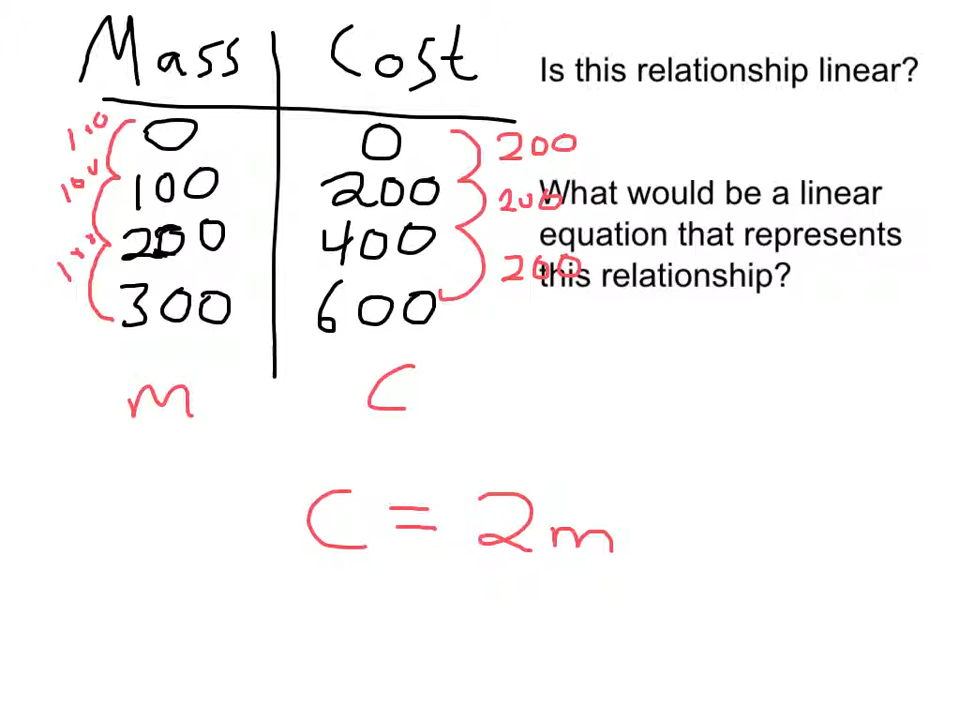 Mass Cost
Is this relationship linear?
100 0 0 200
100 100 200 200
What would be a linear
200 400
equation that represents
300 600 200
this relationship?
m C
C = 2m